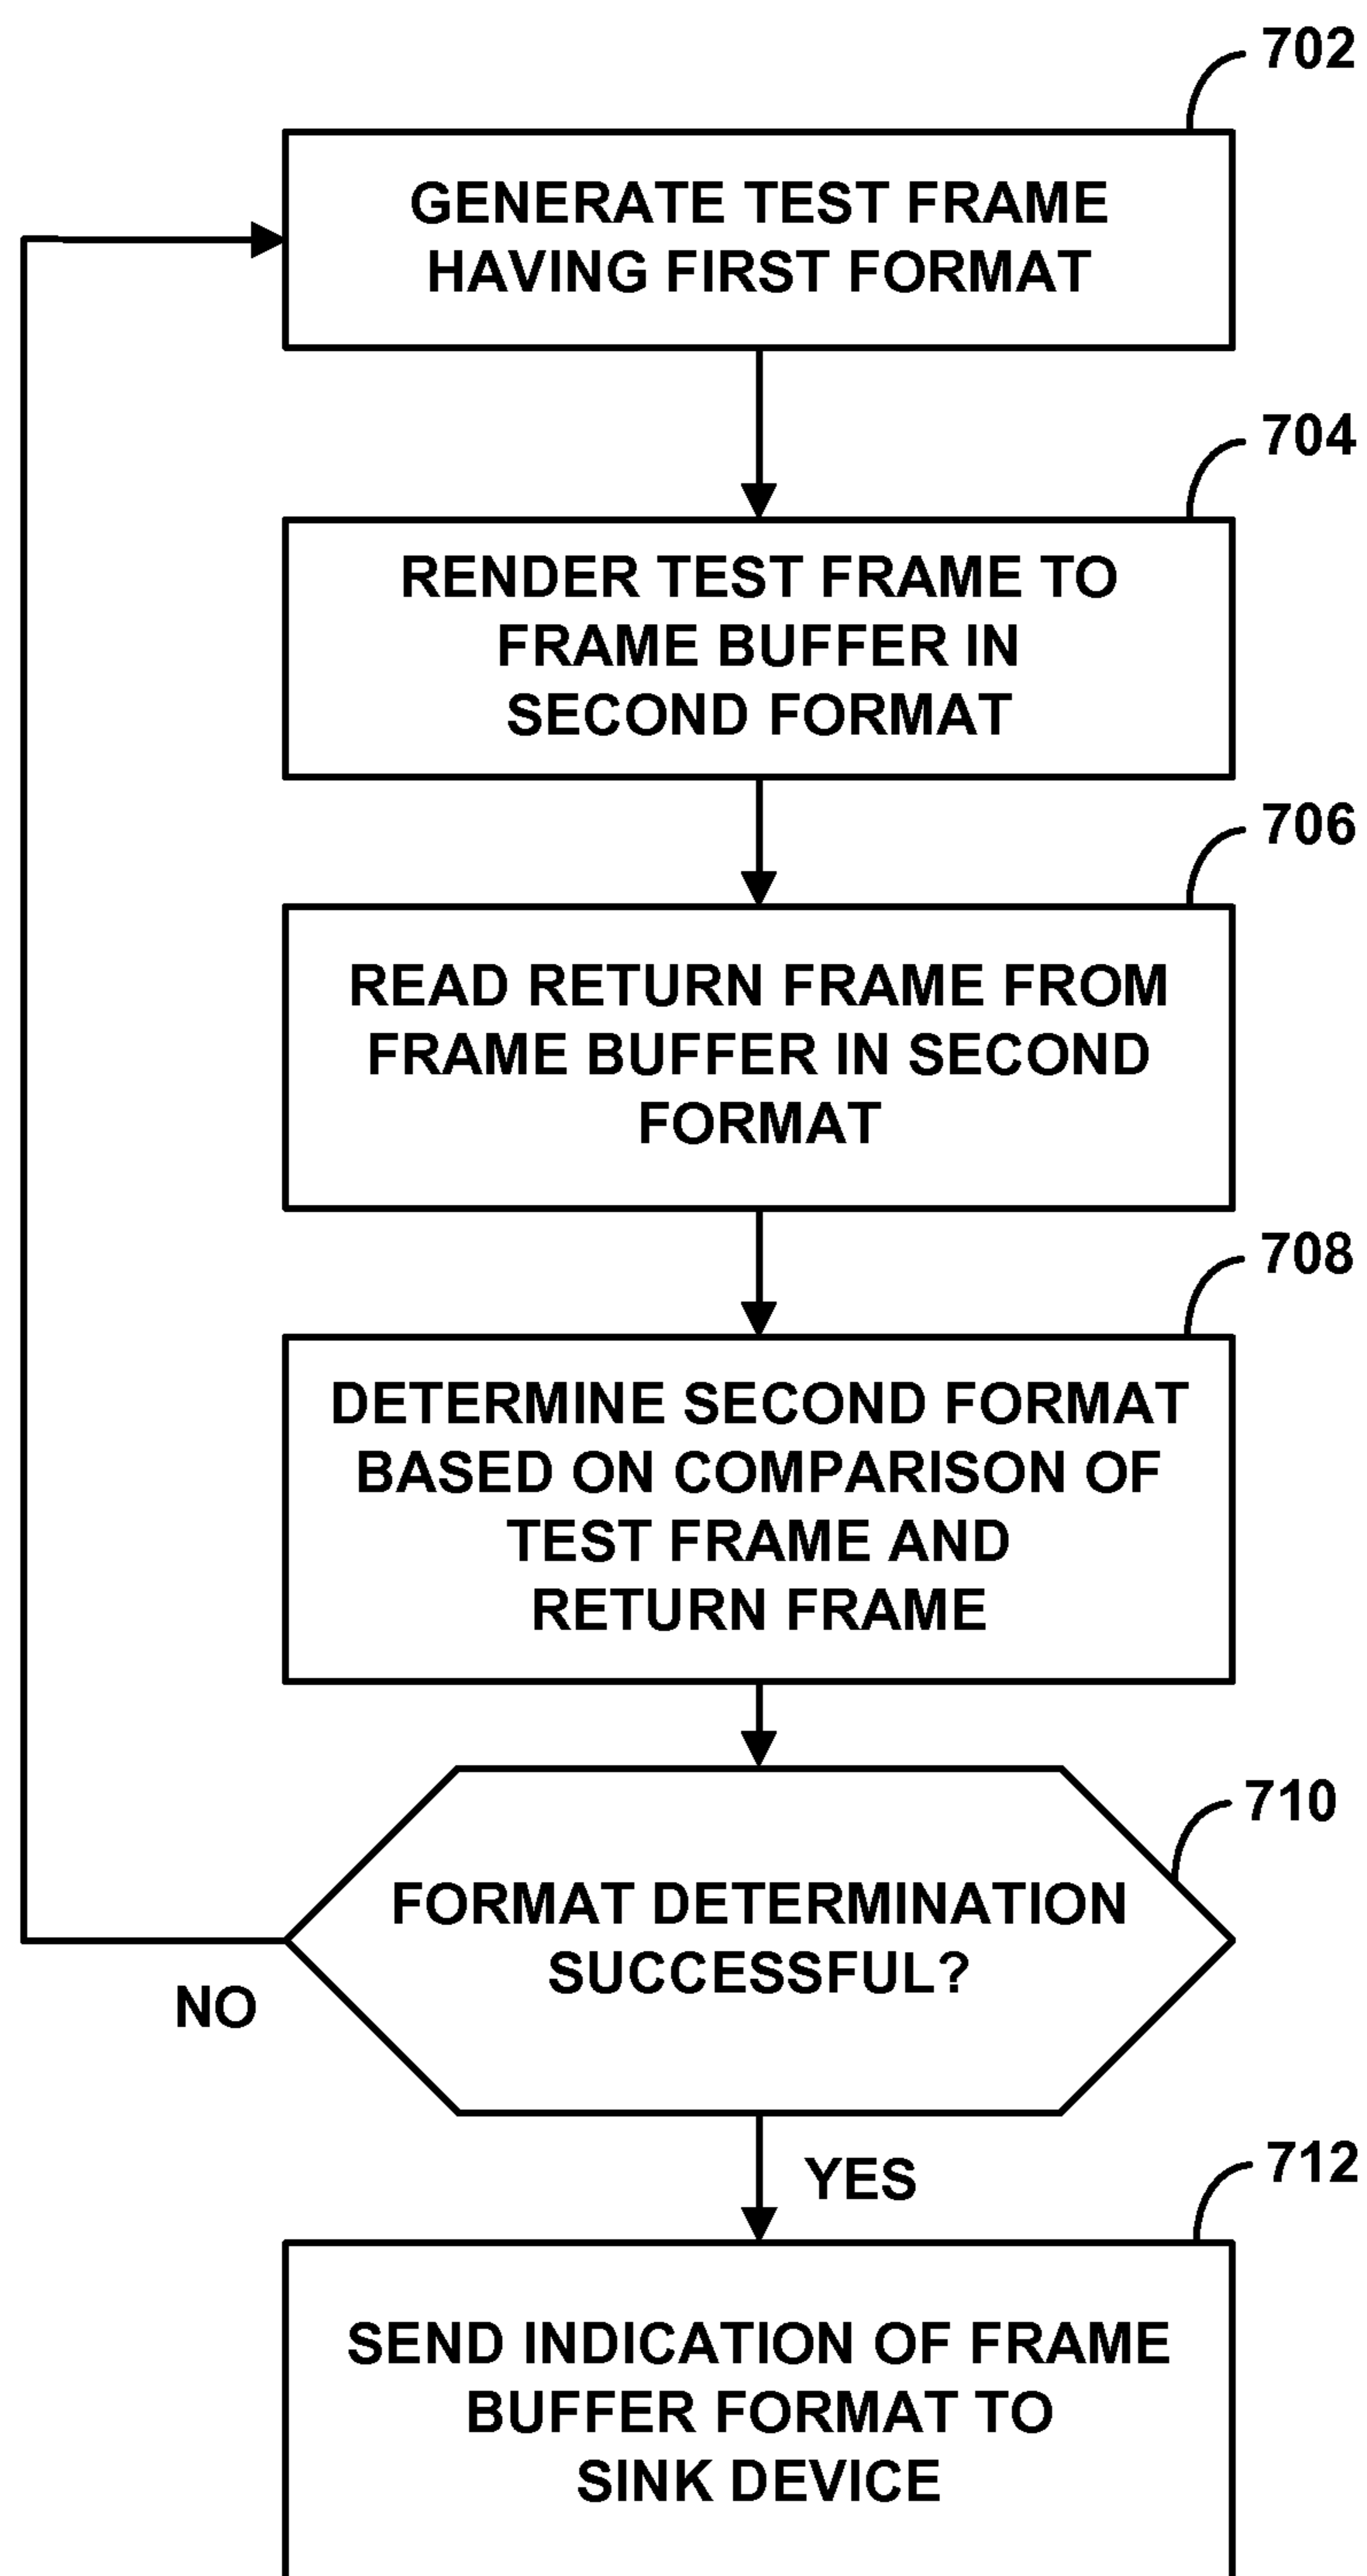 702
GENERATE TEST FRAME
HAVING FIRST FORMAT
704
RENDER TEST FRAME TO
FRAME BUFFER IN
SECOND FORMAT
706
READ RETURN FRAME FROM
FRAME BUFFER IN SECOND
FORMAT
708
DETERMINE SECOND FORMAT
BASED ON COMPARISON OF
TEST FRAME AND
RETURN FRAME
710
FORMAT DETERMINATION
SUCCESSFUL?
NO
YES
712
SEND INDICATION OF FRAME
BUFFER FORMAT TO
SINK DEVICE